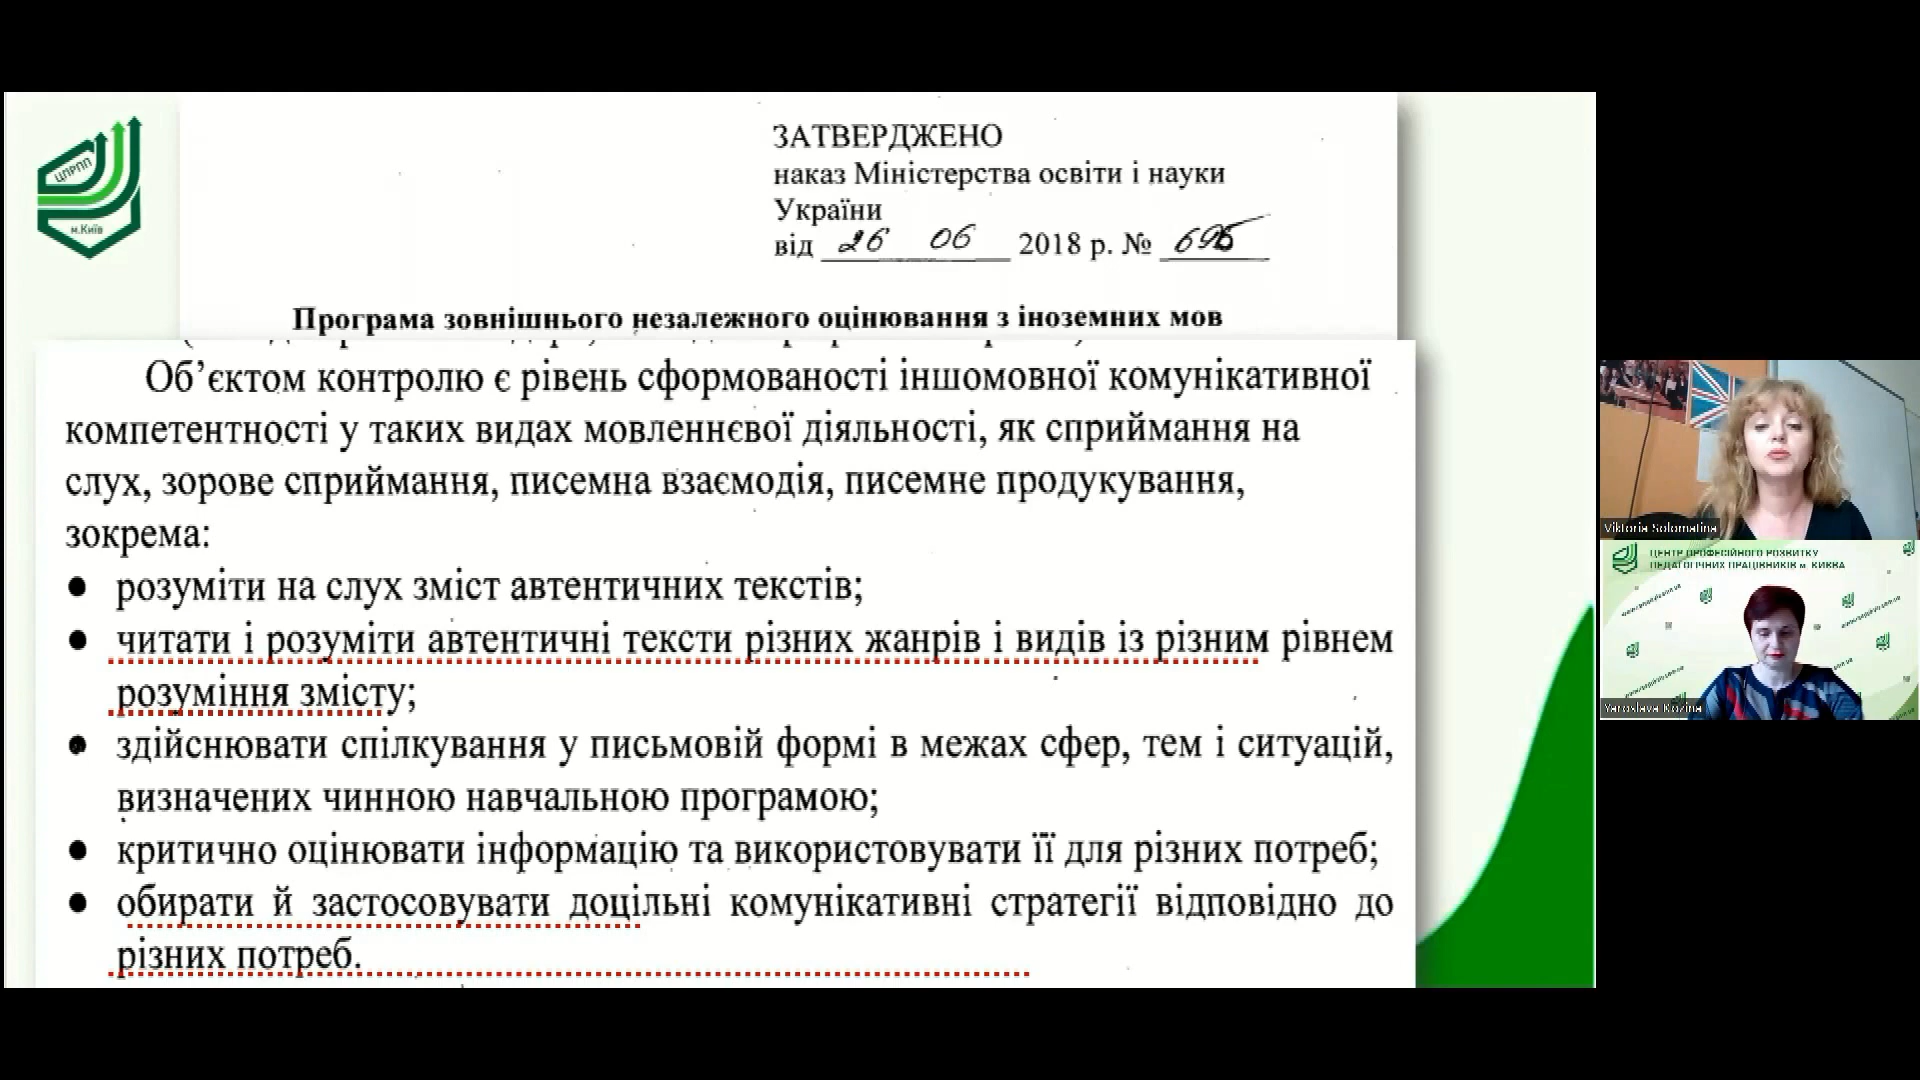 ЦПРПП
м.Київ
ЗАТВЕРДЖЕНО
наказ Міністерства освіти і науки
України
від 26 06 2018 р. № 695
Програма зовнішнього незалежного оцінювання з іноземних мов
Об’єктом контролю є рівень сформованості іншомовної комунікативної
компетентності у таких видах мовленнєвої діяльності, як сприймання на
слух, зорове сприймання, писемна взаємодія, писемне продукування,
зокрема:
● розуміти на слух зміст автентичних текстів;
● читати і розуміти автентичні тексти різних жанрів і видів із різним рівнем
розуміння змісту;
● здійснювати спілкування у письмовій формі в межах сфер, тем і ситуацій,
визначених чинною навчальною програмою;
● критично оцінювати інформацію та використовувати її для різних потреб;
● обирати й застосовувати доцільні комунікативні стратегії відповідно до
різних потреб.
Viktoria Solomatina
ЦЕНТР ПРОФЕСІЙНОГО РОЗВИТКУ
ПЕДАГОГІЧНИХ ПРАЦІВНИКІВ м. КИЄВА
Yaroslava Kozina